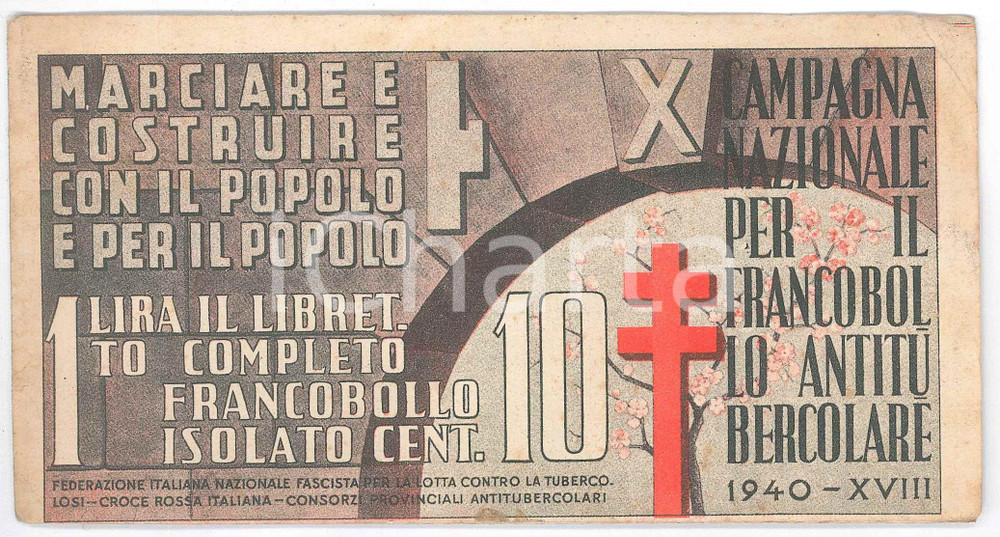 MARCIARE E
COSTRUIRE
CON IL POPOLO
E PER IL POPOLO
1 LIRA IL LIBRET-
TO COMPLETO
FRANCOBOLLO
ISOLATO CENT. 10
FEDERAZIONE ITALIANA NAZIONALE FASCISTA PER LA LOTTA CONTRO LA TUBERCO-
LOSI — CROCE ROSSA ITALIANA — CONSORZI PROVINCIALI ANTITUBERCOLARI
X
CAMPAGNA
NAZIONALE
PER IL
FRANCOBOL
LO ANTITU
BERCOLARE
1940 - XVIII
iCharta